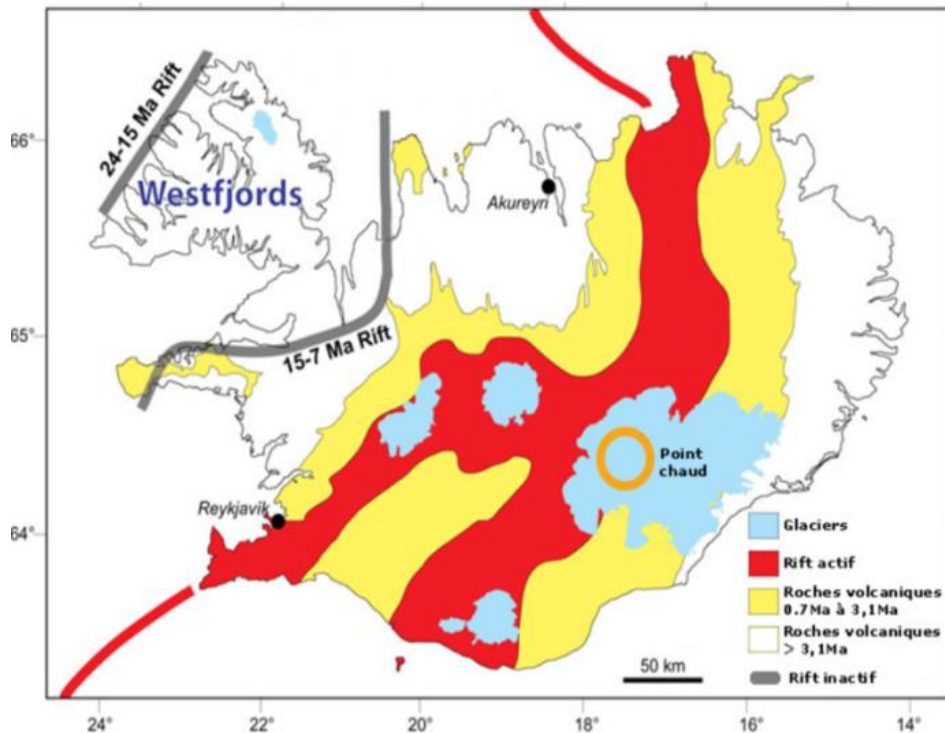 24-15 Ma Rift
66°
Westfjords
Akureyri
65°
15-7 Ma Rift
Point
chaud
Reykjavik
64°
Glaciers
Rift actif
Roches volcaniques
0.7Ma à 3,1Ma
Roches volcaniques
> 3,1Ma
50 km
Rift inactif
24°
22°
20°
18°
16°
14°